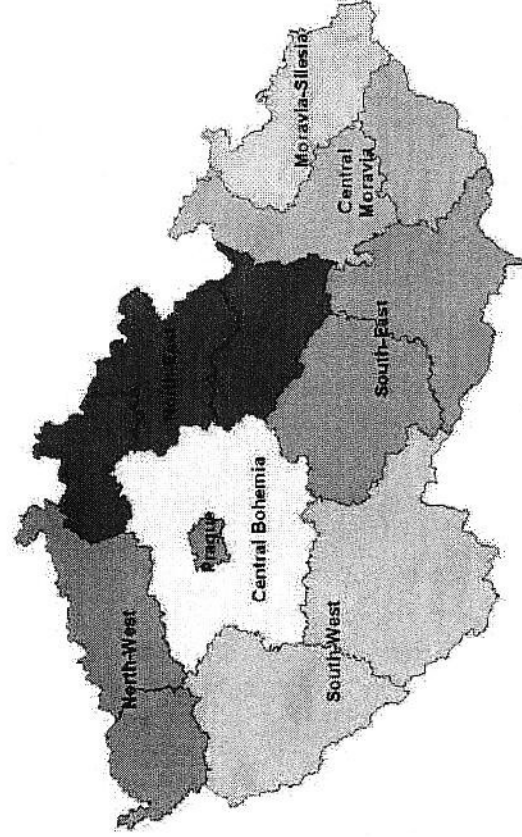 North-West
Prague
Central Bohemia
South-West
North-East
South-East
Central
Moravia
Moravia-Silesia